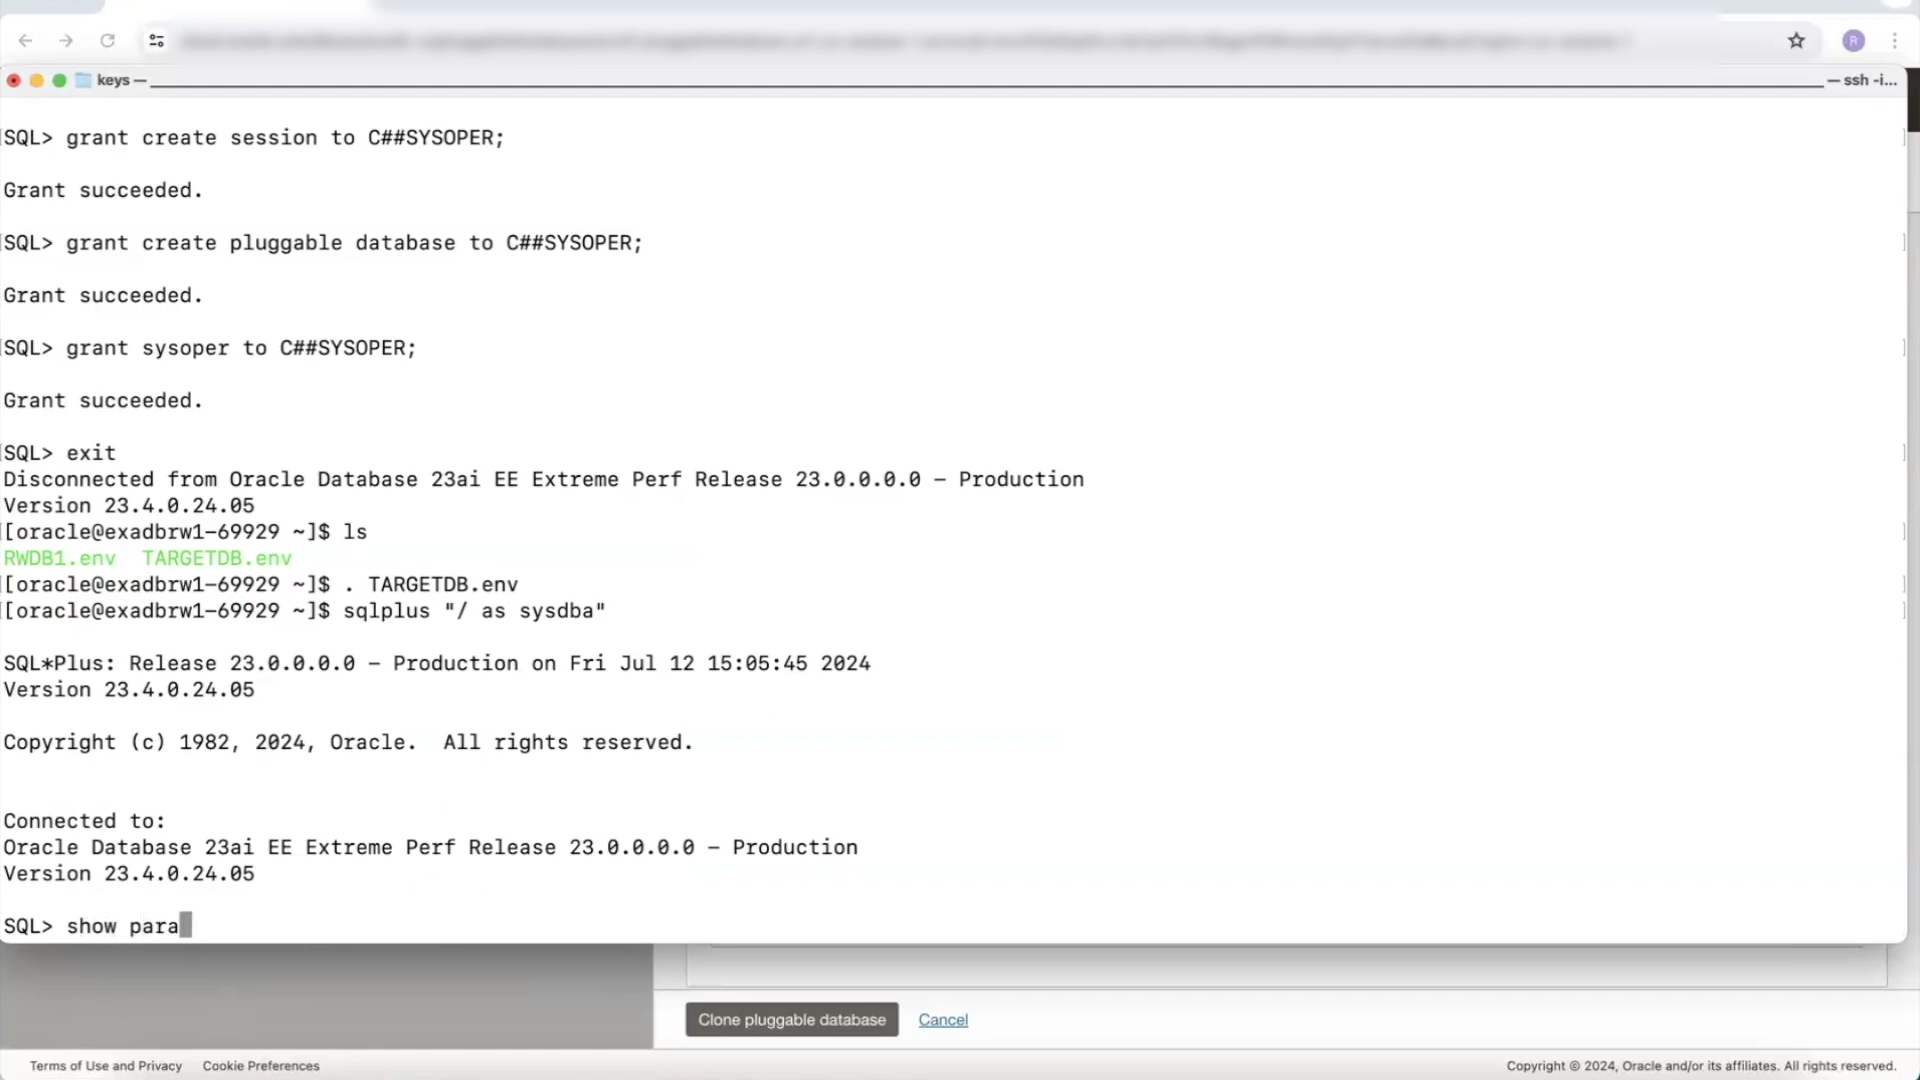 R
keys —
— ssh -i...
SQL> grant create session to C##SYSOPER;
Grant succeeded.
SQL> grant create pluggable database to C##SYSOPER;
Grant succeeded.
SQL> grant sysoper to C##SYSOPER;
Grant succeeded.
SQL> exit
Disconnected from Oracle Database 23ai EE Extreme Perf Release 23.0.0.0.0 – Production
Version 23.4.0.24.05
[[oracle@exadbrw1-69929 ~]$ ls
RWDB1.env  TARGETDB.env
[[oracle@exadbrw1-69929 ~]$ . TARGETDB.env
[[oracle@exadbrw1-69929 ~]$ sqlplus "/ as sysdba"
SQL*Plus: Release 23.0.0.0.0 – Production on Fri Jul 12 15:05:45 2024
Version 23.4.0.24.05
Copyright (c) 1982, 2024, Oracle.  All rights reserved.
Connected to:
Oracle Database 23ai EE Extreme Perf Release 23.0.0.0.0 – Production
Version 23.4.0.24.05
SQL> show para
Clone pluggable database Cancel
Terms of Use and Privacy Cookie Preferences Copyright © 2024, Oracle and/or its affiliates. All rights reserved.